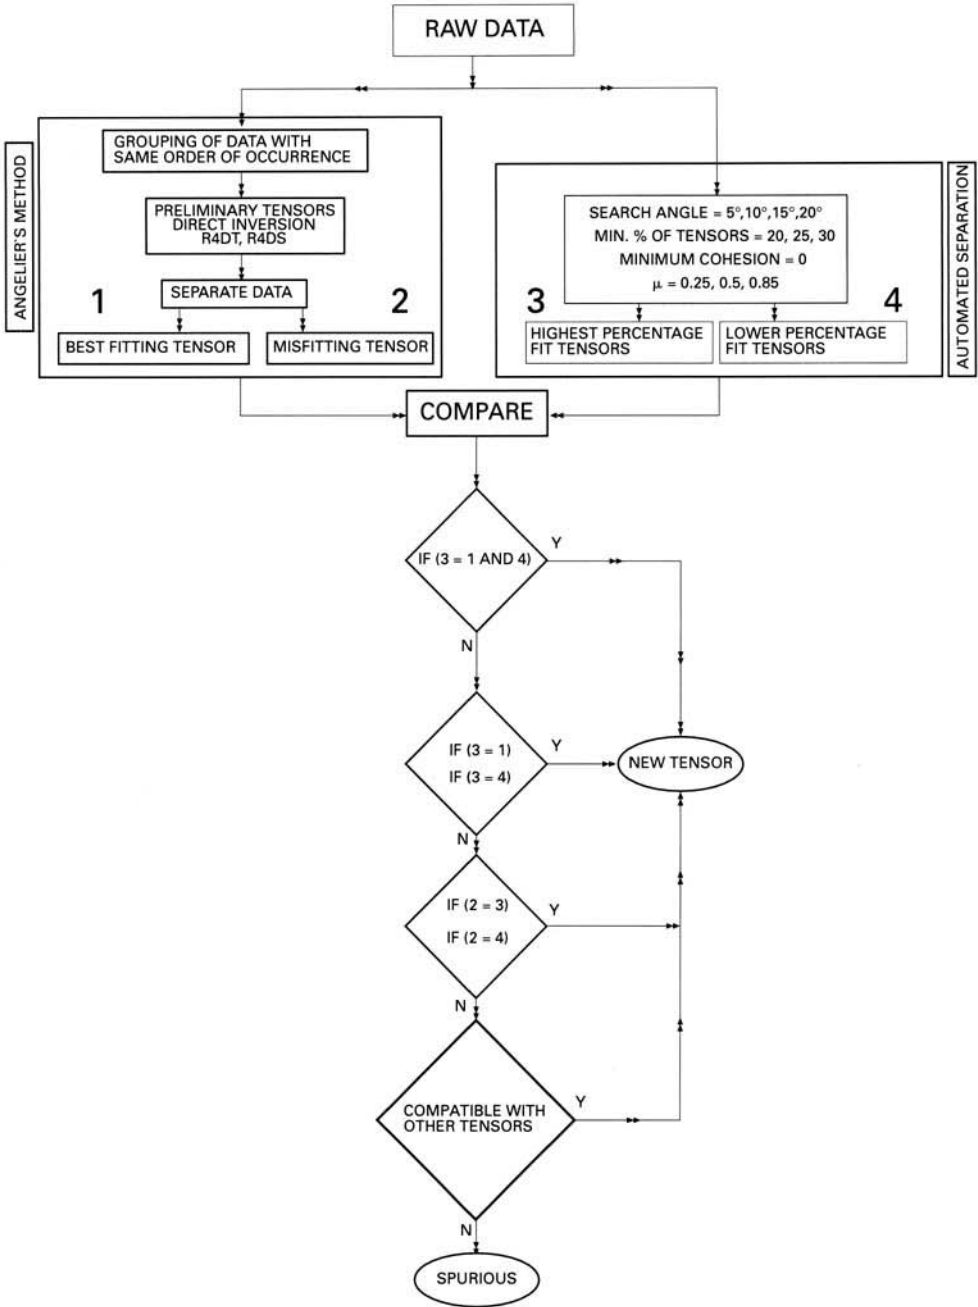 RAW DATA
ANGELIER'S METHOD
GROUPING OF DATA WITH
SAME ORDER OF OCCURRENCE
PRELIMINARY TENSORS
DIRECT INVERSION
R4DT, R4DS
SEPARATE DATA
1
2
BEST FITTING TENSOR
MISFITTING TENSOR
AUTOMATED SEPARATION
SEARCH ANGLE = 5°,10°,15°,20°
MIN. % OF TENSORS = 20, 25, 30
MINIMUM COHESION = 0
μ = 0.25, 0.5, 0.85
3
4
HIGHEST PERCENTAGE
FIT TENSORS
LOWER PERCENTAGE
FIT TENSORS
COMPARE
IF (3 = 1 AND 4)
Y
N
IF (3 = 1)
IF (3 = 4)
Y
NEW TENSOR
N
IF (2 = 3)
IF (2 = 4)
Y
N
COMPATIBLE WITH
OTHER TENSORS
Y
N
SPURIOUS